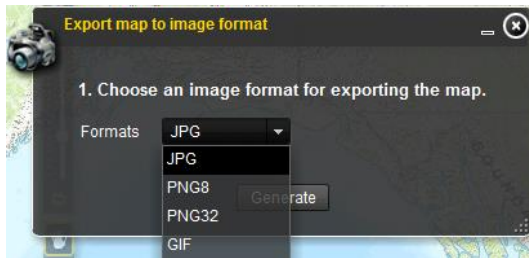 Export map to image format
1. Choose an image format for exporting the map.
Formats JPG
JPG
PNG8
Generate
PNG32
GIF